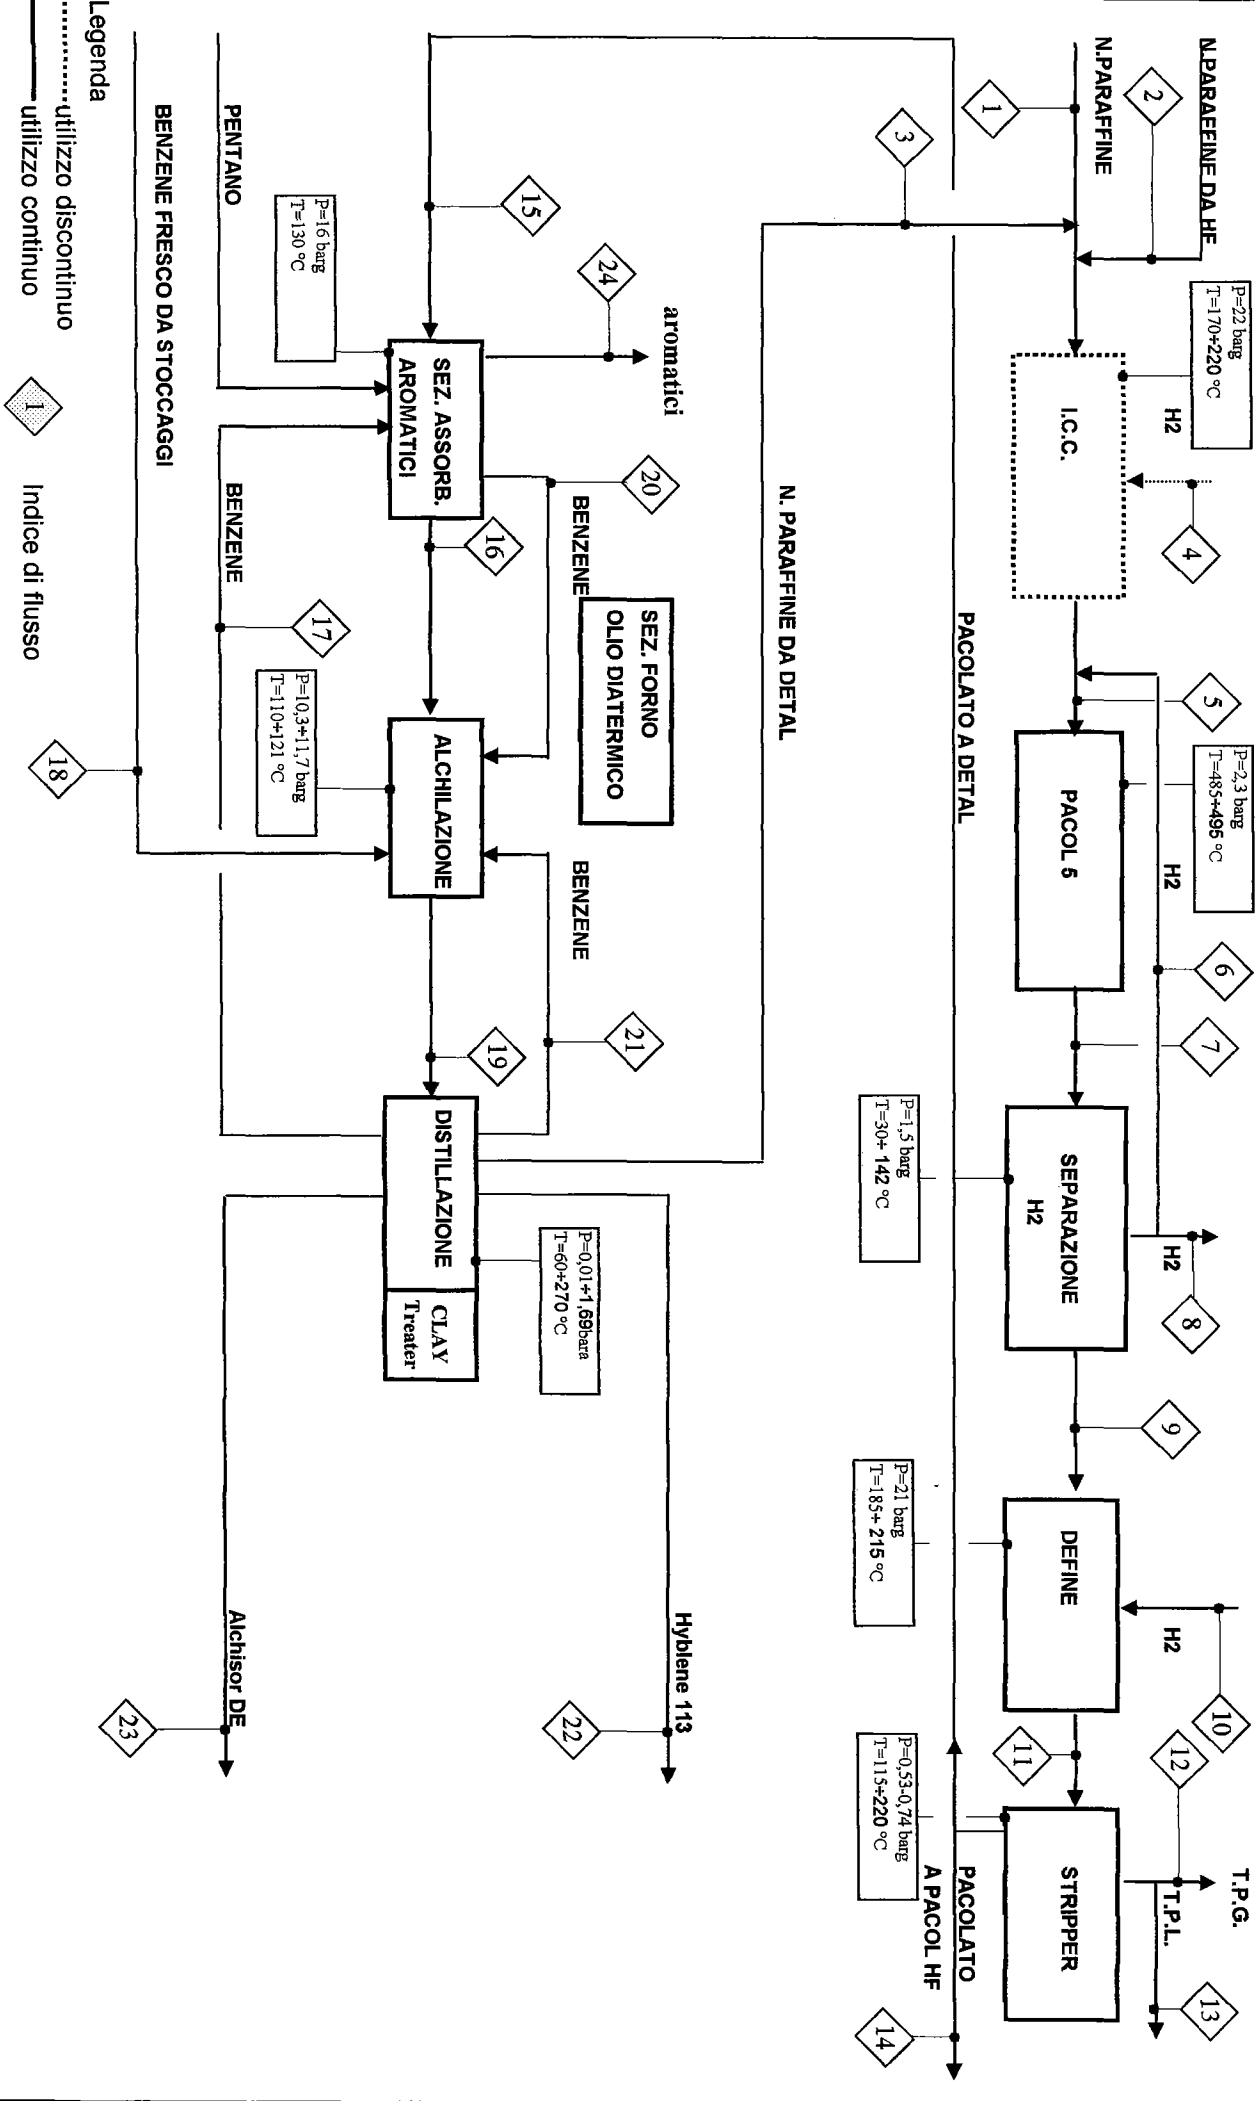 N.PARAFFINE DA HF
N.PARAFFINE
2
1
3
P=22 barg
T=170÷220 °C
H2
I.C.C.
4
5
P=2,3 barg
T=485÷495 °C
H2
PACOL 5
6
7
P=1,5 barg
T=30÷ 142 °C
SEPARAZIONE
H2
H2
8
9
P=21 barg
T=185÷ 215 °C
DEFINE
H2
10
11
12
P=0,53-0,74 barg
T=115÷220 °C
STRIPPER
T.P.G.
T.P.L.
13
PACOLATO
A PACOL HF
14
PACOLATO A DETAL
N. PARAFFINE DA DETAL
15
24
aromatici
P=16 barg
T=130 °C
SEZ. ASSORB.
AROMATICI
20
BENZENE
16
SEZ. FORNO
OLIO DIATERMICO
PENTANO
BENZENE
17
P=10,3÷11,7 barg
T=110÷121 °C
ALCHILAZIONE
BENZENE
21
19
BENZENE FRESCO DA STOCCAGGI
18
DISTILLAZIONE
CLAY
Treater
P=0,01÷1,69bara
T=60÷270 °C
Hyblene 113
22
Alchisor DE
23
Legenda
utilizzo discontinuo
utilizzo continuo
1
Indice di flusso